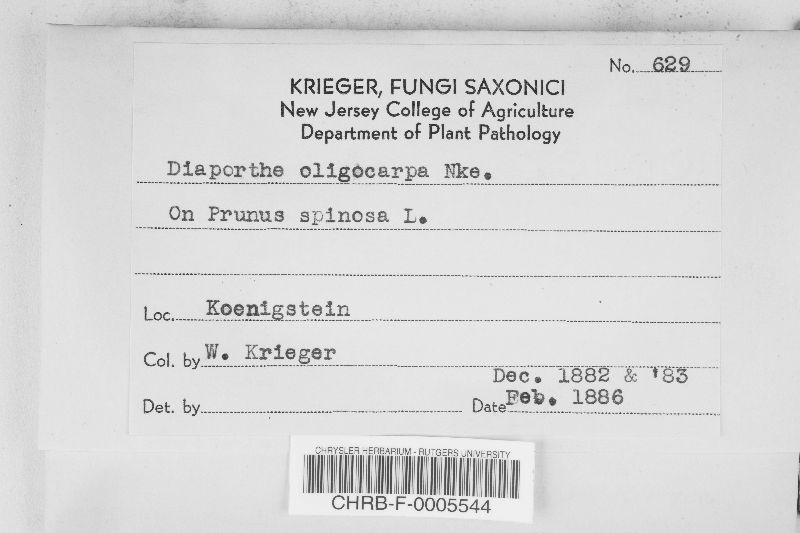 No. 629
KRIEGER, FUNGI SAXONICI
New Jersey College of Agriculture
Department of Plant Pathology
Diaporthe oligocarpa Nke.
On Prunus spinosa L.
Loc. Koenigstein
Col. by W. Krieger
Dec. 1882 & '83
Det. by Date Feb. 1886
CHRYSLER HERBARIUM - RUTGERS UNIVERSITY
CHRB-F-0005544